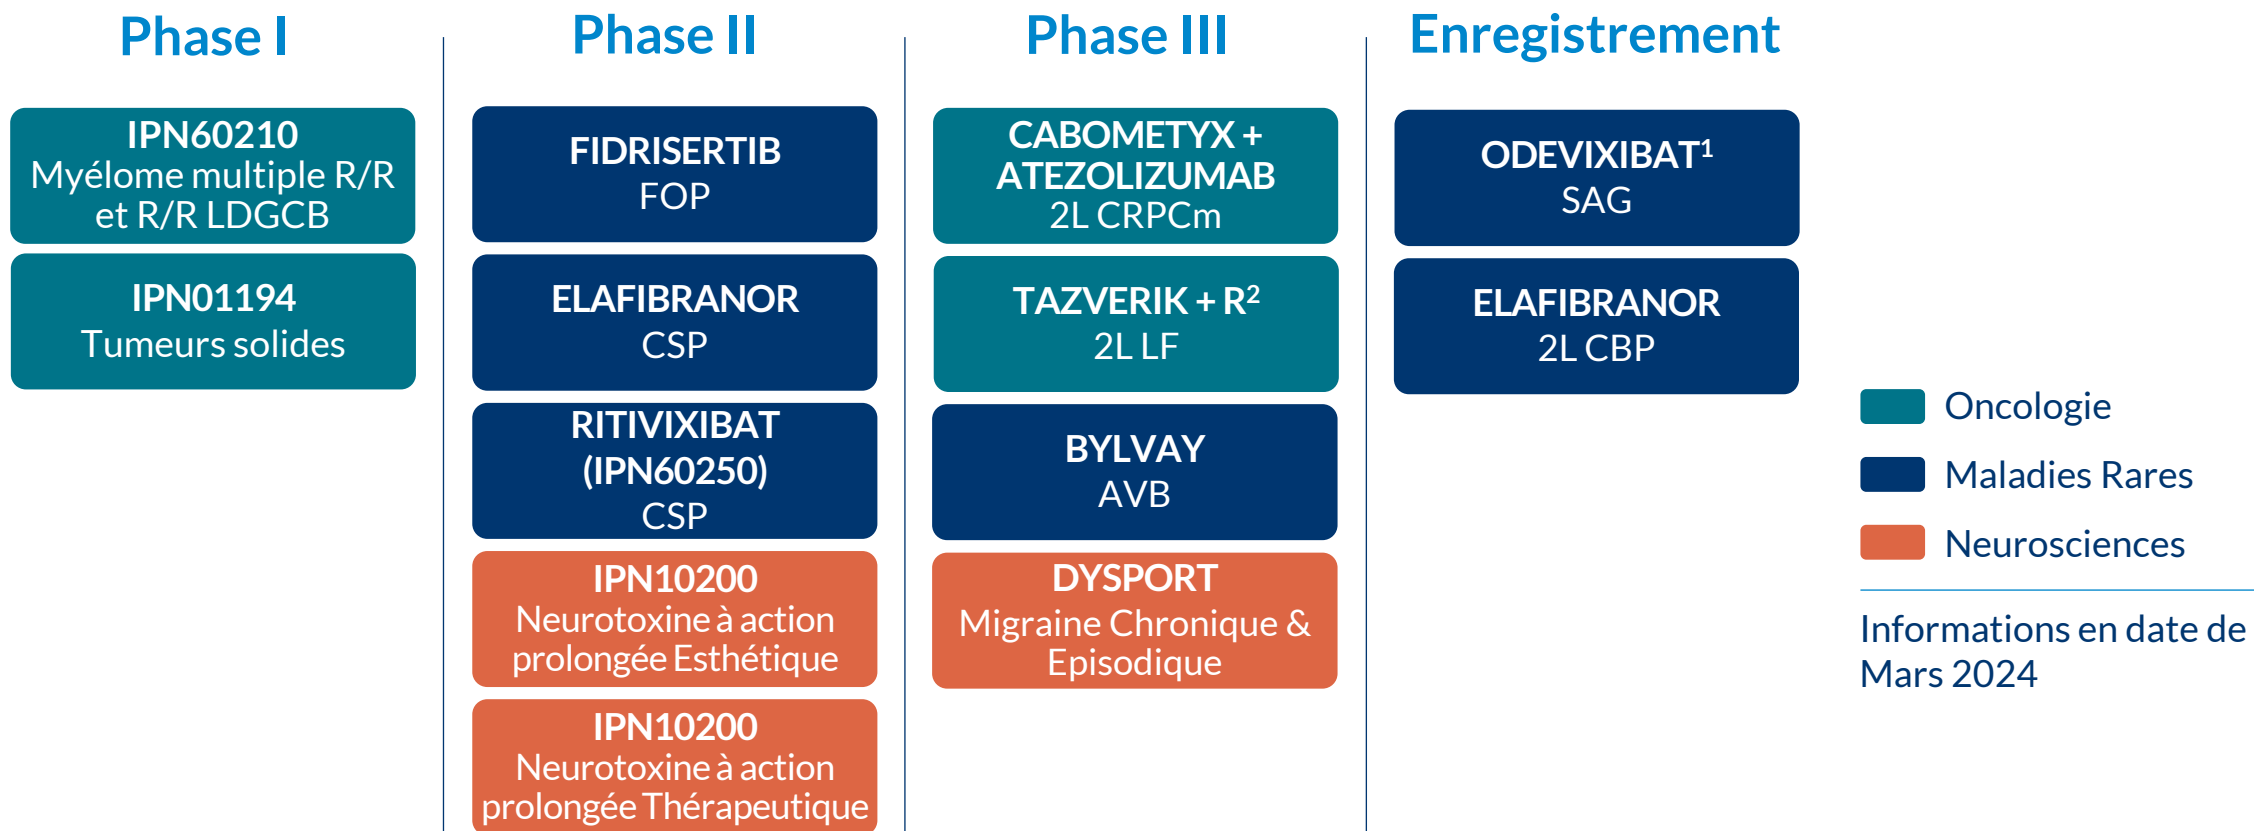 Phase I
IPN60210
Myélome multiple R/R
et R/R LDGCB
IPN01194
Tumeurs solides
Phase II
FIDRISERTIB
FOP
ELAFIBRANOR
CSP
RITIVIXIBAT
(IPN60250)
CSP
IPN10200
Neurotoxine à action
prolongée Esthétique
IPN10200
Neurotoxine à action
prolongée Thérapeutique
Phase III
CABOMETYX +
ATEZOLIZUMAB
2L CRPCm
TAZVERIK + R²
2L LF
BYLVAY
AVB
DYSPORT
Migraine Chronique &
Episodique
Enregistrement
ODEVIXIBAT¹
SAG
ELAFIBRANOR
2L CBP
Oncologie
Maladies Rares
Neurosciences
Informations en date de
Mars 2024